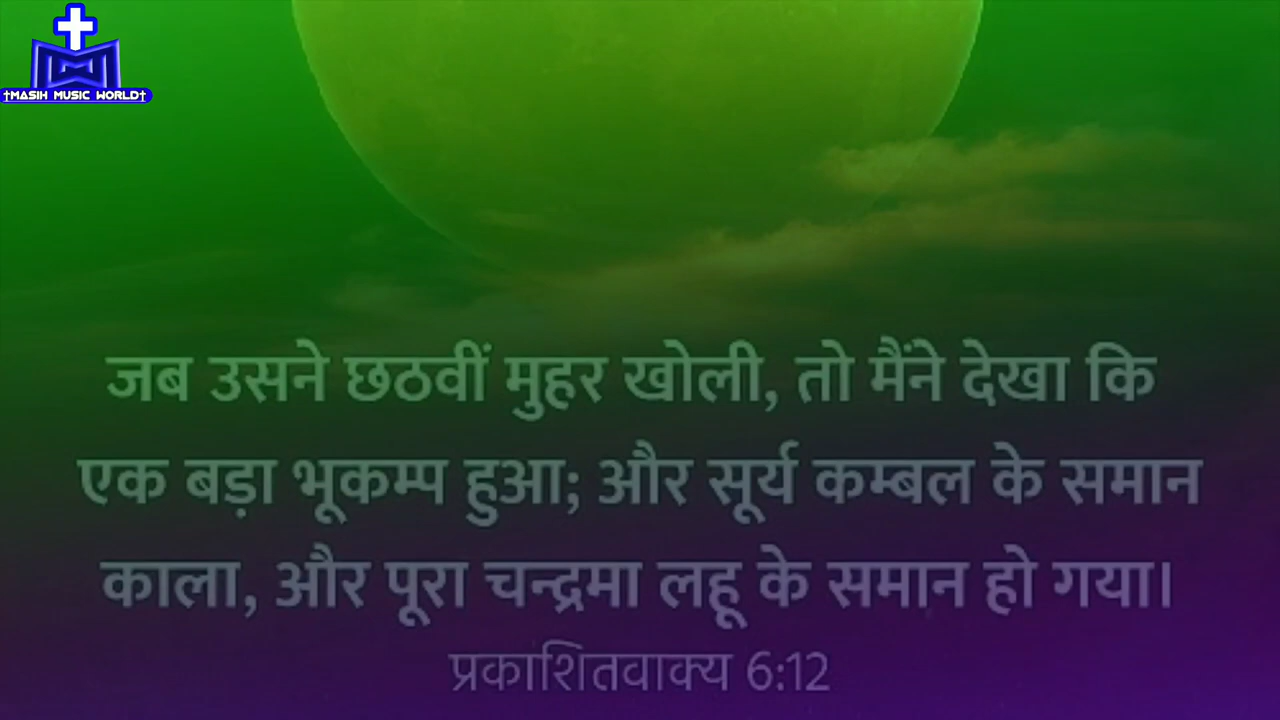 †MASIH MUSIC WORLD†
जब उसने छठवीं मुहर खोली, तो मैंने देखा कि
एक बड़ा भूकम्प हुआ; और सूर्य कम्बल के समान
काला, और पूरा चन्द्रमा लहू के समान हो गया।
प्रकाशितवाक्य 6:12